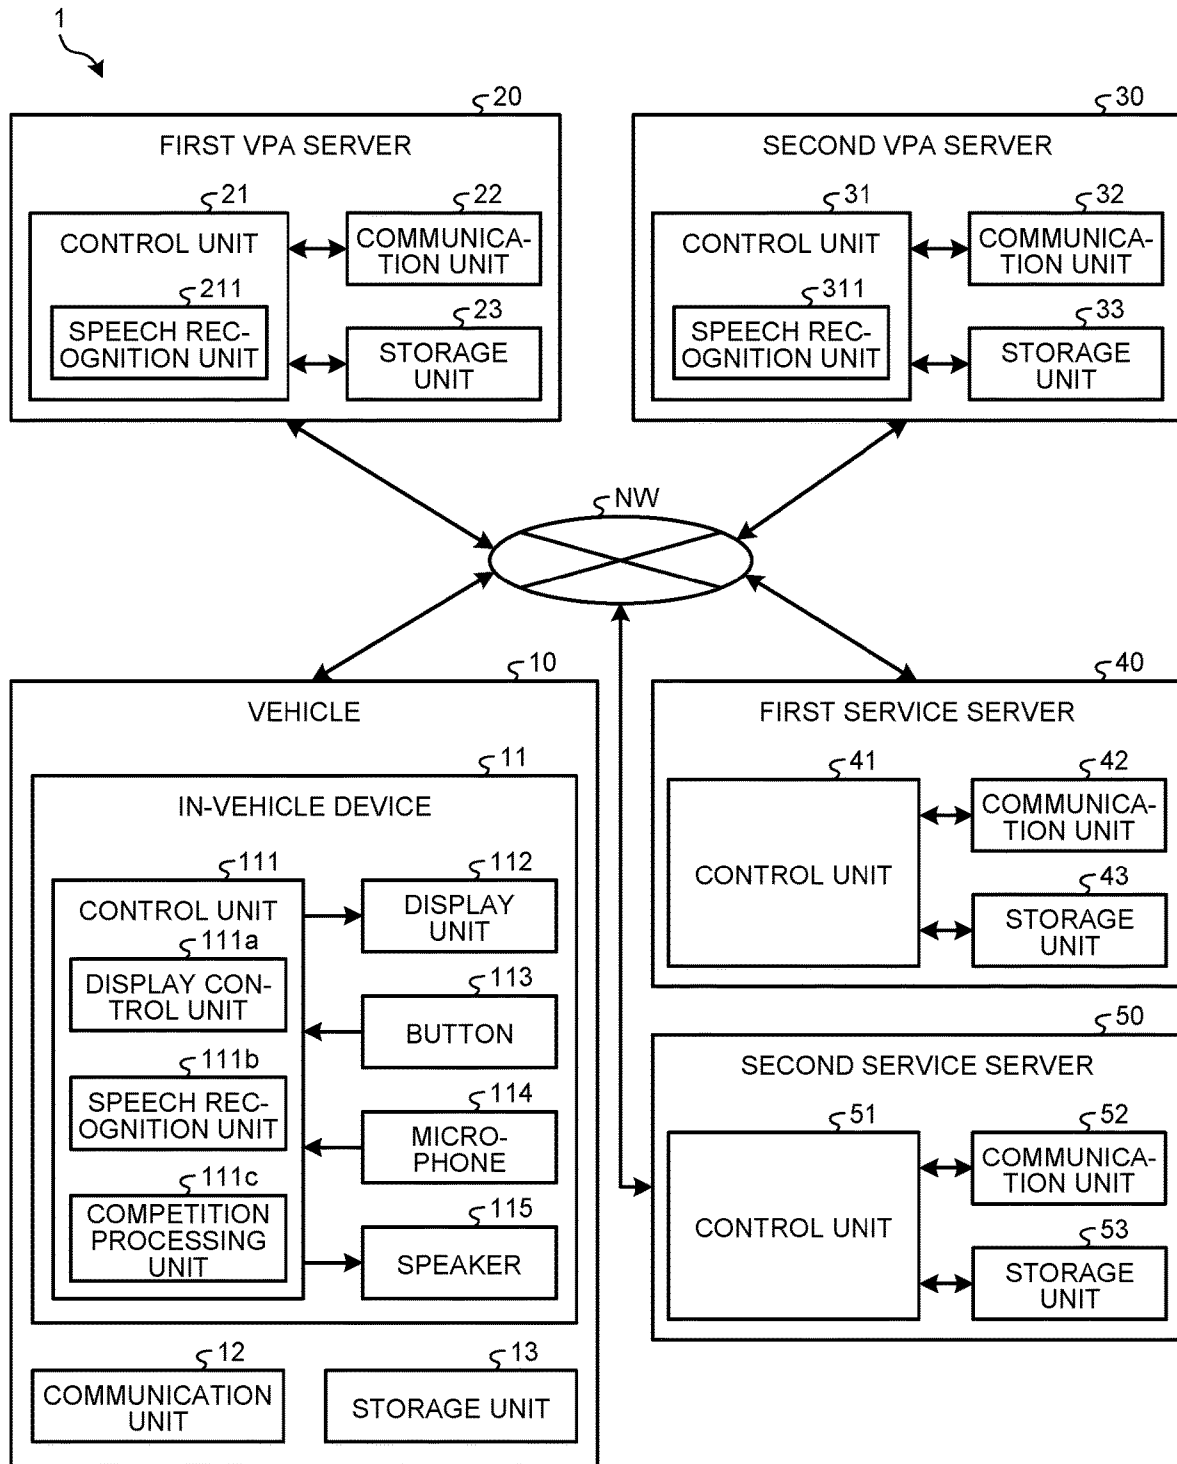 1
20
FIRST VPA SERVER
21
CONTROL UNIT
211
SPEECH REC-
OGNITION UNIT
22
COMMUNICA-
TION UNIT
23
STORAGE
UNIT
30
SECOND VPA SERVER
31
CONTROL UNIT
311
SPEECH REC-
OGNITION UNIT
32
COMMUNICA-
TION UNIT
33
STORAGE
UNIT
NW
10
VEHICLE
11
IN-VEHICLE DEVICE
111
CONTROL UNIT
111a
DISPLAY CON-
TROL UNIT
111b
SPEECH REC-
OGNITION UNIT
111c
COMPETITION
PROCESSING
UNIT
112
DISPLAY
UNIT
113
BUTTON
114
MICRO-
PHONE
115
SPEAKER
12
COMMUNICATION
UNIT
13
STORAGE UNIT
40
FIRST SERVICE SERVER
41
CONTROL UNIT
42
COMMUNICA-
TION UNIT
43
STORAGE
UNIT
50
SECOND SERVICE SERVER
51
CONTROL UNIT
52
COMMUNICA-
TION UNIT
53
STORAGE
UNIT